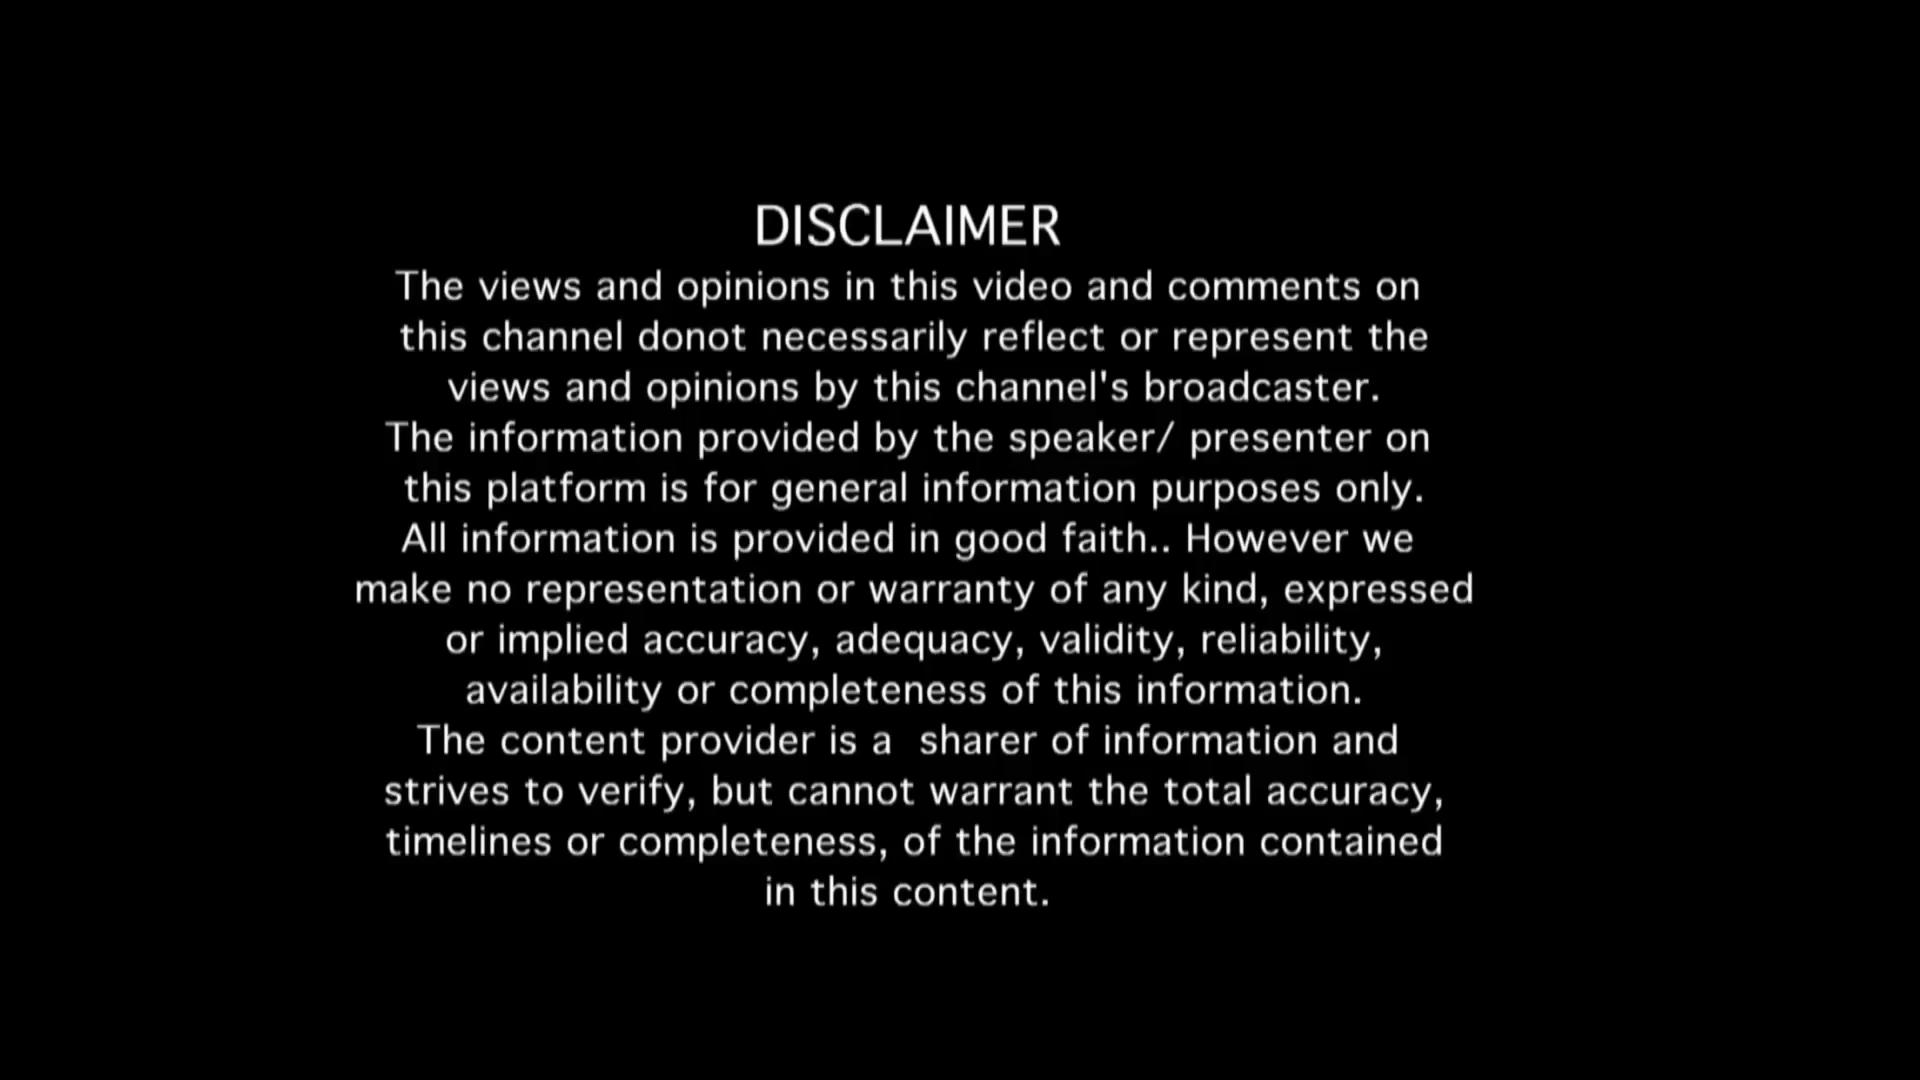 DISCLAIMER
The views and opinions in this video and comments on
this channel donot necessarily reflect or represent the
views and opinions by this channel's broadcaster.
The information provided by the speaker/ presenter on
this platform is for general information purposes only.
All information is provided in good faith.. However we
make no representation or warranty of any kind, expressed
or implied accuracy, adequacy, validity, reliability,
availability or completeness of this information.
The content provider is a  sharer of information and
strives to verify, but cannot warrant the total accuracy,
timelines or completeness, of the information contained
in this content.